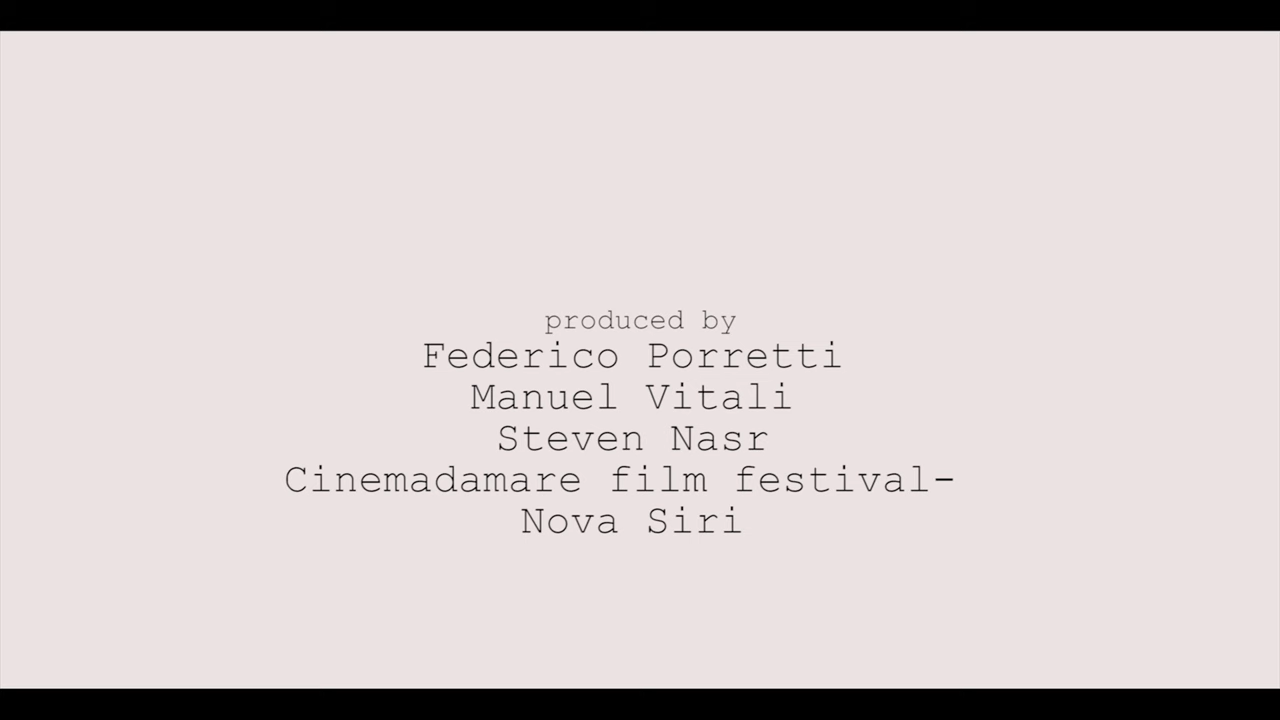 produced by
Federico Porretti
Manuel Vitali
Steven Nasr
Cinemadamare film festival-
Nova Siri